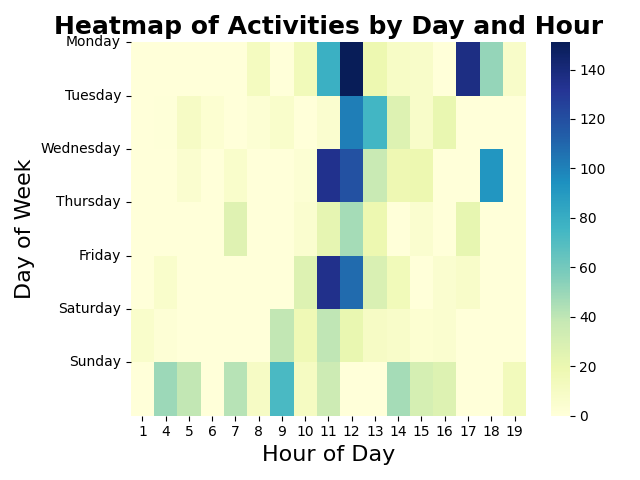 Heatmap of Activities by Day and Hour
Monday
Tuesday
Wednesday
Thursday
Friday
Saturday
Sunday
Day of Week
1 4 5 6 7 8 9 10 11 12 13 14 15 16 17 18 19
Hour of Day
140
120
100
80
60
40
20
0